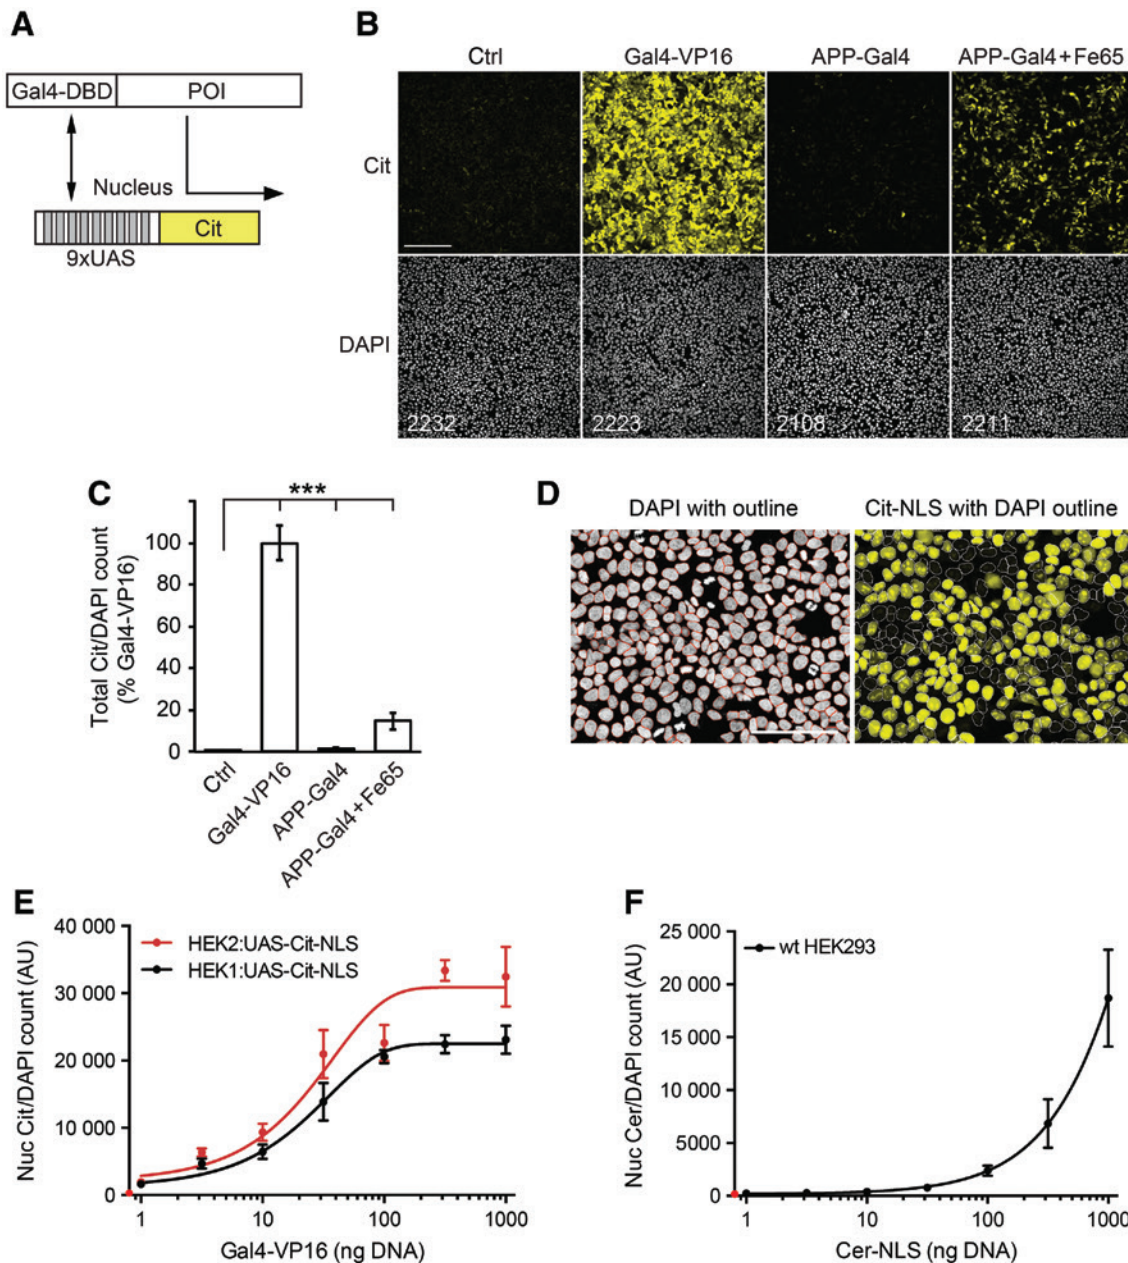 A
Gal4-DBD POI
Nucleus
Cit
9xUAS
B
Ctrl Gal4-VP16 APP-Gal4 APP-Gal4+Fe65
Cit
DAPI
2232 2223 2108 2211
C
***
Total Cit/DAPI count
(% Gal4-VP16)
100
80
60
40
20
0
Ctrl
Gal4-VP16
APP-Gal4
APP-Gal4+Fe65
D
DAPI with outline Cit-NLS with DAPI outline
E
Nuc Cit/DAPI count (AU)
40 000
30 000
20 000
10 000
0
HEK2:UAS-Cit-NLS
HEK1:UAS-Cit-NLS
1 10 100 1000
Gal4-VP16 (ng DNA)
F
Nuc Cer/DAPI count (AU)
25 000
20 000
15 000
10 000
5000
0
wt HEK293
1 10 100 1000
Cer-NLS (ng DNA)